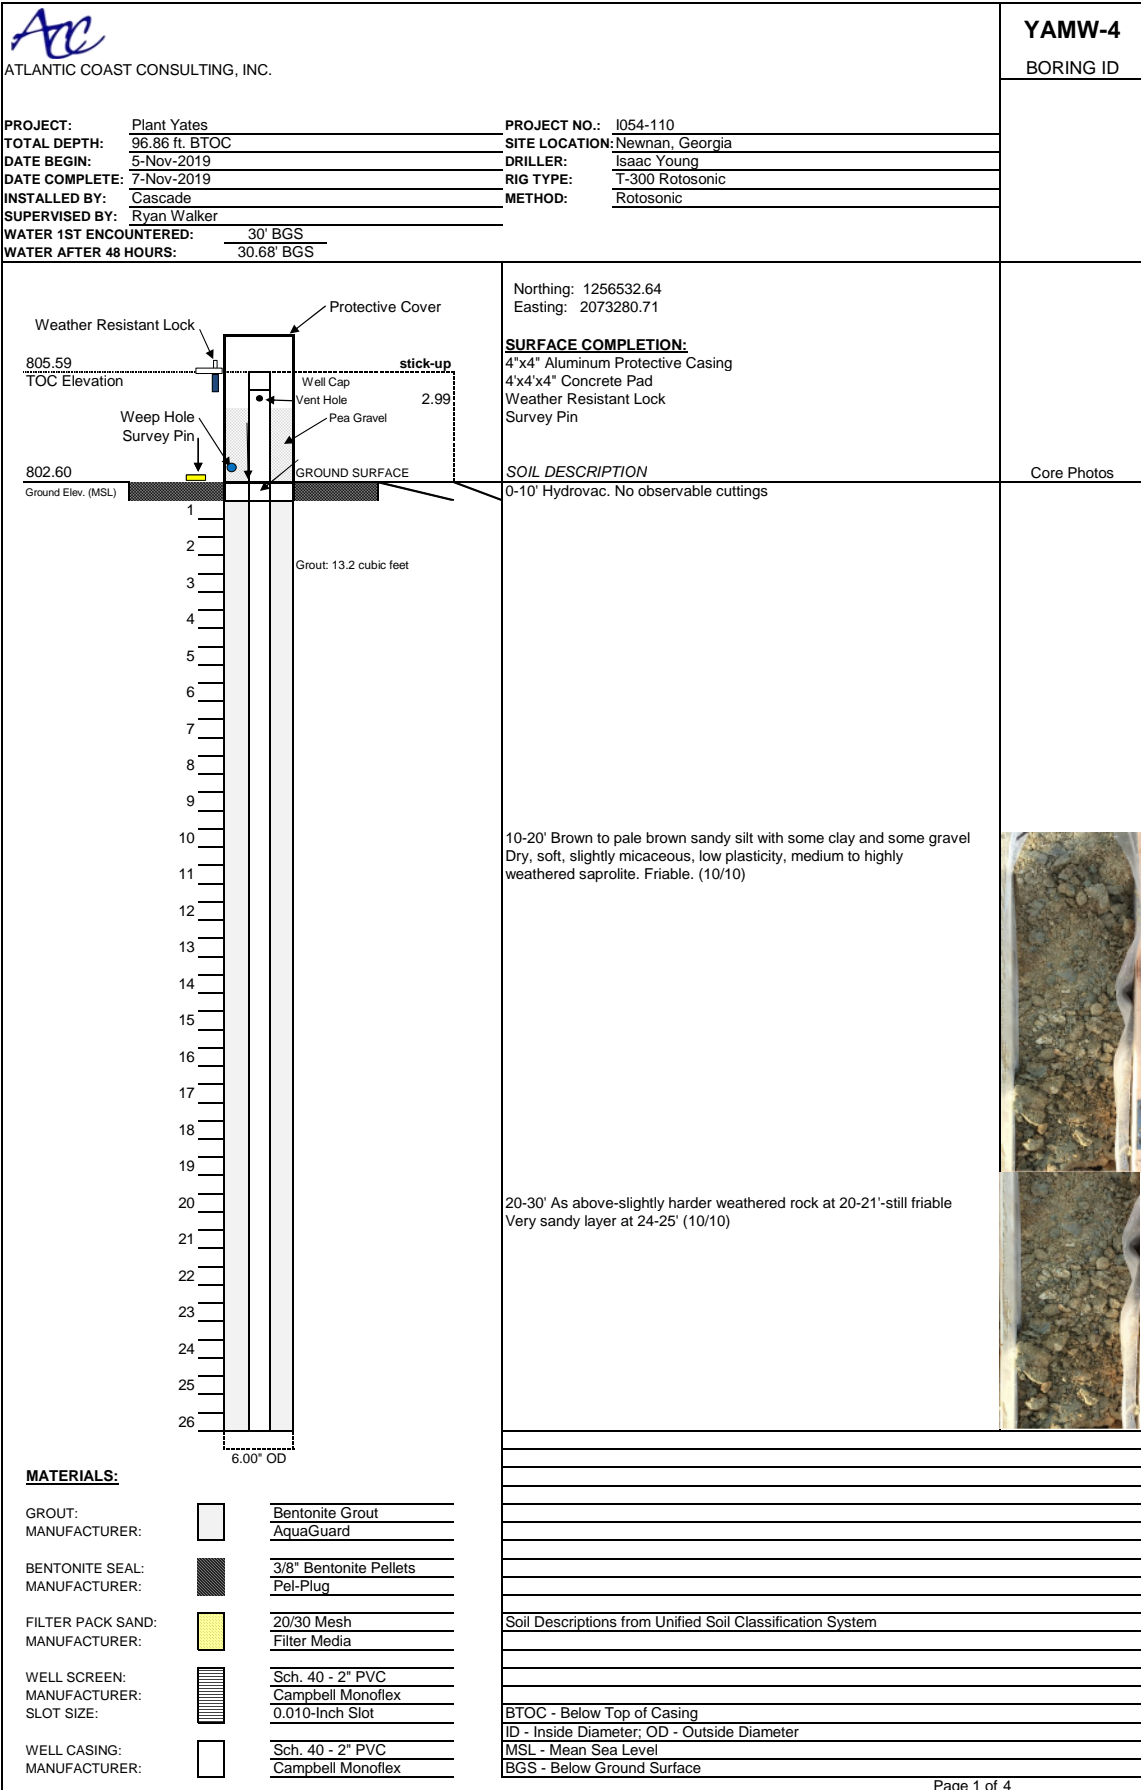 ACC
ATLANTIC COAST CONSULTING, INC.
YAMW-4
BORING ID
PROJECT: Plant Yates
PROJECT NO.: I054-110
TOTAL DEPTH: 96.86 ft. BTOC
SITE LOCATION: Newnan, Georgia
DATE BEGIN: 5-Nov-2019
DRILLER: Isaac Young
DATE COMPLETE: 7-Nov-2019
RIG TYPE: T-300 Rotosonic
INSTALLED BY: Cascade
METHOD: Rotosonic
SUPERVISED BY: Ryan Walker
WATER 1ST ENCOUNTERED: 30' BGS
WATER AFTER 48 HOURS: 30.68' BGS
Northing: 1256532.64
Easting: 2073280.71
Protective Cover
Weather Resistant Lock
SURFACE COMPLETION:
805.59
stick-up
4"x4" Aluminum Protective Casing
TOC Elevation
Well Cap
4'x4'x4" Concrete Pad
Vent Hole
2.99
Weather Resistant Lock
Weep Hole
Pea Gravel
Survey Pin
Survey Pin
802.60
GROUND SURFACE
SOIL DESCRIPTION
Core Photos
Ground Elev. (MSL)
0-10' Hydrovac. No observable cuttings
1
2
Grout: 13.2 cubic feet
3
4
5
6
7
8
9
10
10-20' Brown to pale brown sandy silt with some clay and some gravel
Dry, soft, slightly micaceous, low plasticity, medium to highly
11
weathered saprolite. Friable. (10/10)
12
13
14
15
16
17
18
19
20
20-30' As above-slightly harder weathered rock at 20-21'-still friable
Very sandy layer at 24-25' (10/10)
21
22
23
24
25
26
6.00" OD
MATERIALS:
GROUT: Bentonite Grout
MANUFACTURER: AquaGuard
BENTONITE SEAL: 3/8" Bentonite Pellets
MANUFACTURER: Pel-Plug
FILTER PACK SAND: 20/30 Mesh
Soil Descriptions from Unified Soil Classification System
MANUFACTURER: Filter Media
WELL SCREEN: Sch. 40 - 2" PVC
MANUFACTURER: Campbell Monoflex
SLOT SIZE: 0.010-Inch Slot
BTOC - Below Top of Casing
ID - Inside Diameter; OD - Outside Diameter
WELL CASING: Sch. 40 - 2" PVC
MSL - Mean Sea Level
MANUFACTURER: Campbell Monoflex
BGS - Below Ground Surface
Page 1 of 4